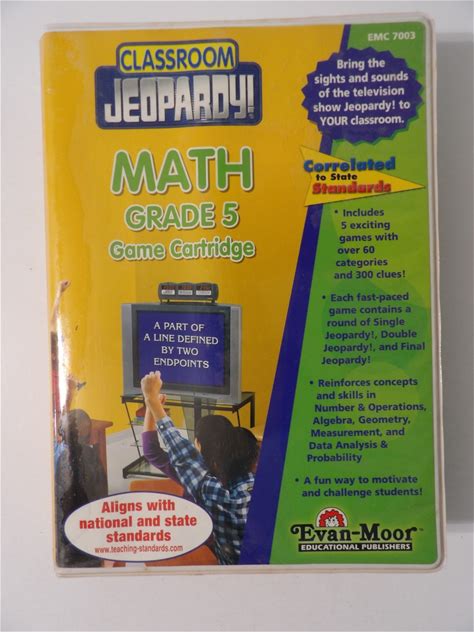 EMC 7003
CLASSROOM
JEOPARDY!
Bring the
sights and sounds
of the television
show Jeopardy! to
YOUR classroom.
MATH
GRADE 5
Game Cartridge
Correlated
to State
Standards
• Includes
5 exciting
games with
over 60
categories
and 300 clues!
• Each fast-paced
game contains a
round of Single
Jeopardy!, Double
Jeopardy!, and Final
Jeopardy!
• Reinforces concepts
and skills in
Number & Operations,
Algebra, Geometry,
Measurement, and
Data Analysis &
Probability
• A fun way to motivate
and challenge students!
A PART OF
A LINE DEFINED
BY TWO
ENDPOINTS
Aligns with
national and state
standards
www.teaching-standards.com
Evan-Moor™
EDUCATIONAL PUBLISHERS